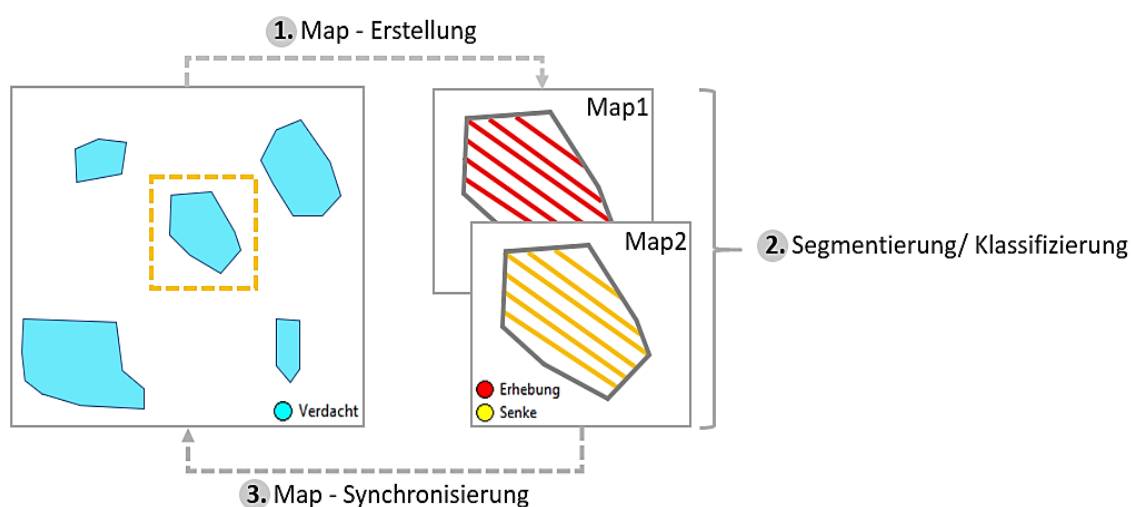 1. Map - Erstellung
Map1
Map2
2. Segmentierung/ Klassifizierung
Erhebung
Senke
Verdacht
3. Map - Synchronisierung